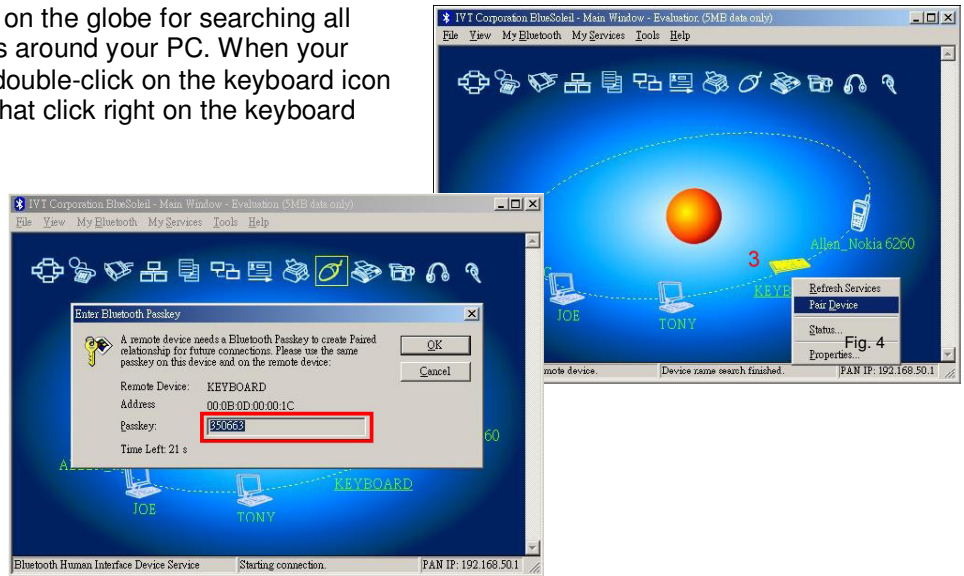 on the globe for searching all
s around your PC. When your
double-click on the keyboard icon
hat click right on the keyboard
IVT Corporation BlueSoleil - Main Window - Evaluation (5MB data only)
File View My Bluetooth My Services Tools Help
Allen_Nokia 6260
3
KEYB
JOE
TONY
Refresh Services
Pair Device
Status...
Properties...
Fig. 4
mote device. Device name search finished. PAN IP: 192.168.50.1
IVT Corporation BlueSoleil - Main Window - Evaluation (5MB data only)
File View My Bluetooth My Services Tools Help
Enter Bluetooth Passkey
A remote device needs a Bluetooth Passkey to create Paired
relationship for future connections. Please use the same
passkey on this device and on the remote device:
OK
Cancel
Remote Device: KEYBOARD
Address 00:0B:0D:00:00:1C
Passkey: 350663
Time Left: 21 s
60
KEYBOARD
JOE
TONY
Bluetooth Human Interface Device Service Starting connection. PAN IP: 192.168.50.1